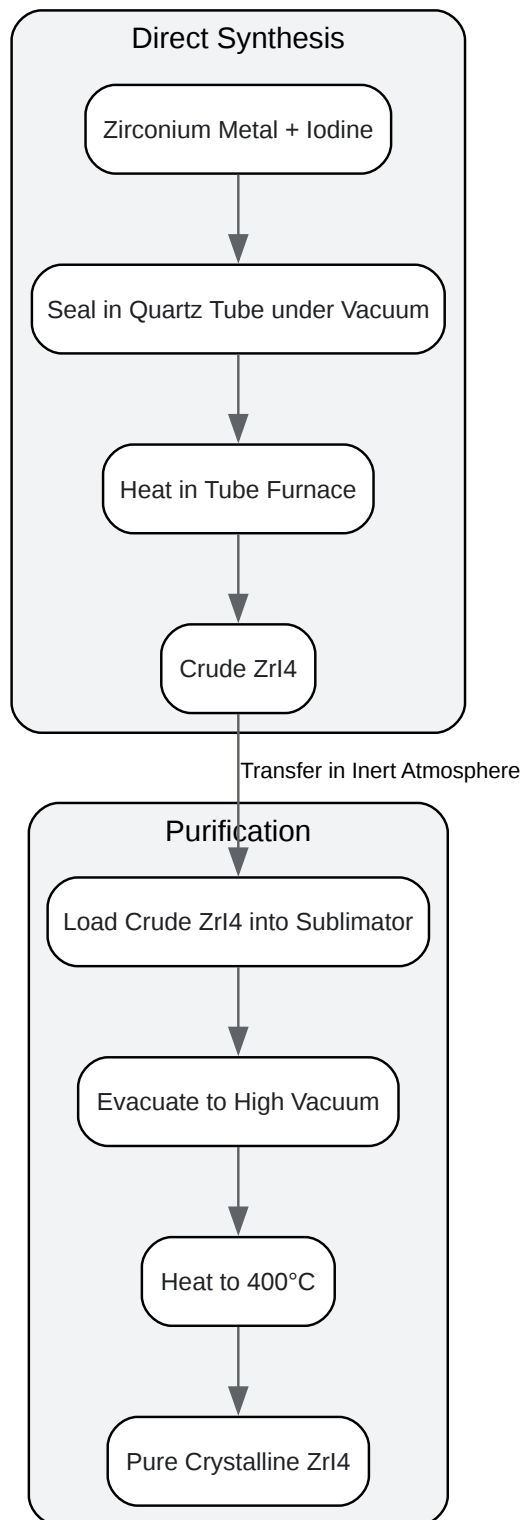 Direct Synthesis
Zirconium Metal + Iodine
Seal in Quartz Tube under Vacuum
Heat in Tube Furnace
Crude ZrI4
Transfer in Inert Atmosphere
Purification
Load Crude ZrI4 into Sublimator
Evacuate to High Vacuum
Heat to 400°C
Pure Crystalline ZrI4